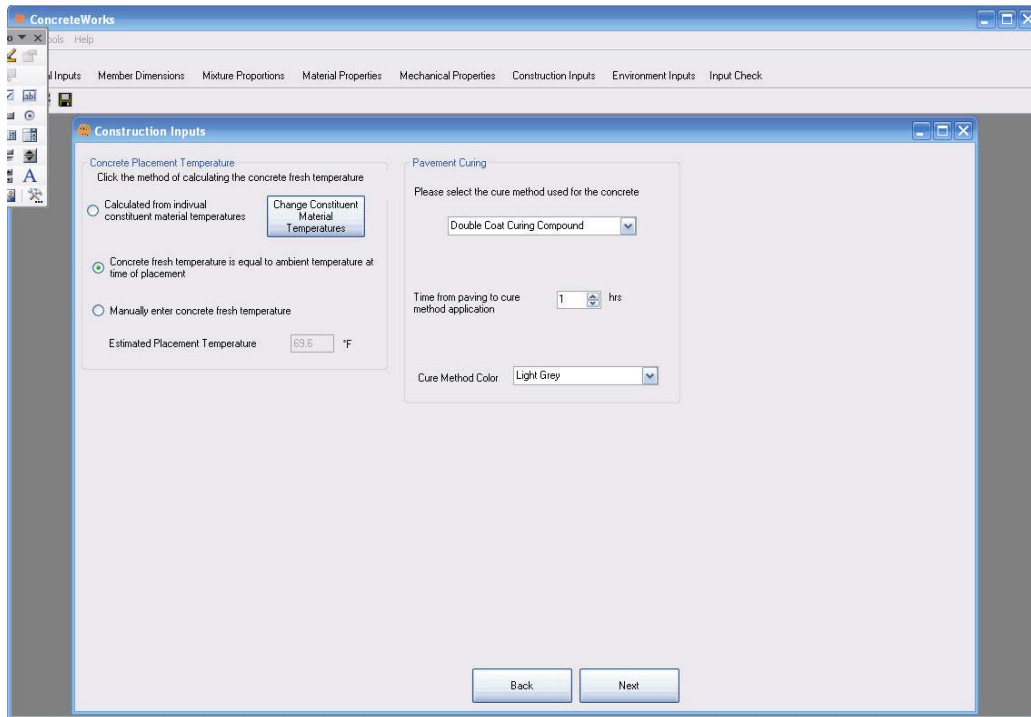 ConcreteWorks
ools Help
l Inputs Member Dimensions Mixture Proportions Material Properties Mechanical Properties Construction Inputs Environment Inputs Input Check
abl
A
Construction Inputs
Concrete Placement Temperature
Click the method of calculating the concrete fresh temperature
Calculated from indivual
constituent material temperatures
Change Constituent
Material
Temperatures
Concrete fresh temperature is equal to ambient temperature at
time of placement
Manually enter concrete fresh temperature
Estimated Placement Temperature 69.6 °F
Pavement Curing
Please select the cure method used for the concrete
Double Coat Curing Compound
Time from paving to cure
method application
1 hrs
Cure Method Color Light Grey
Back Next